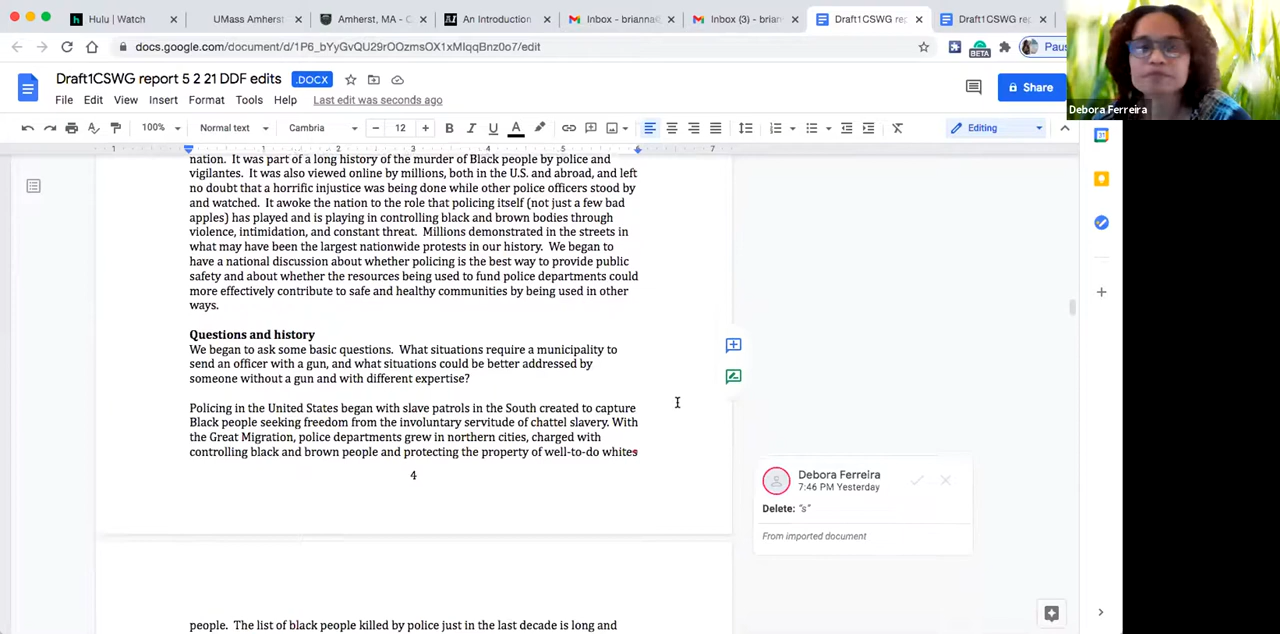 Hulu | Watch
UMass Amherst
Amherst, MA - C
An Introduction
Inbox - brianna@
Inbox (3) - brian
Draft1CSWG rep
Draft1CSWG rep
docs.google.com/document/d/1P6_bYyGvQU29rOOzmsOX1xMIqqBnz0o7/edit
BETA
Paus
Draft1CSWG report 5 2 21 DDF edits
.DOCX
File Edit View Insert Format Tools Help Last edit was seconds ago
Share
Debora Ferreira
100% Normal text Cambria 12 B I U A
Editing
1 1 2 3 4 5 6 7
nation. It was part of a long history of the murder of Black people by police and
vigilantes. It was also viewed online by millions, both in the U.S. and abroad, and left
no doubt that a horrific injustice was being done while other police officers stood by
and watched. It awoke the nation to the role that policing itself (not just a few bad
apples) has played and is playing in controlling black and brown bodies through
violence, intimidation, and constant threat. Millions demonstrated in the streets in
what may have been the largest nationwide protests in our history. We began to
have a national discussion about whether policing is the best way to provide public
safety and about whether the resources being used to fund police departments could
more effectively contribute to safe and healthy communities by being used in other
ways.
Questions and history
We began to ask some basic questions. What situations require a municipality to
send an officer with a gun, and what situations could be better addressed by
someone without a gun and with different expertise?
Policing in the United States began with slave patrols in the South created to capture
Black people seeking freedom from the involuntary servitude of chattel slavery. With
the Great Migration, police departments grew in northern cities, charged with
controlling black and brown people and protecting the property of well-to-do whites
4
Debora Ferreira
7:46 PM Yesterday
Delete: "s"
From imported document
people. The list of black people killed by police just in the last decade is long and